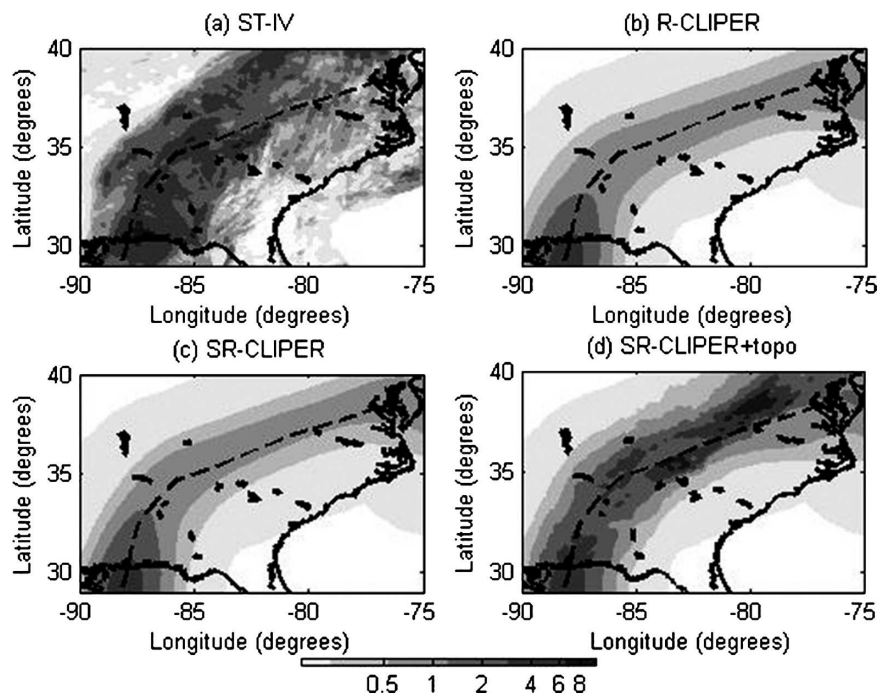 (a) ST-IV
(b) R-CLIPER
40
35
30
Latitude (degrees)
-90 -85 -80 -75
Longitude (degrees)
40
35
30
Latitude (degrees)
-90 -85 -80 -75
Longitude (degrees)
(c) SR-CLIPER
(d) SR-CLIPER+topo
40
35
30
Latitude (degrees)
-90 -85 -80 -75
Longitude (degrees)
40
35
30
Latitude (degrees)
-90 -85 -80 -75
Longitude (degrees)
0.5 1 2 4 6 8